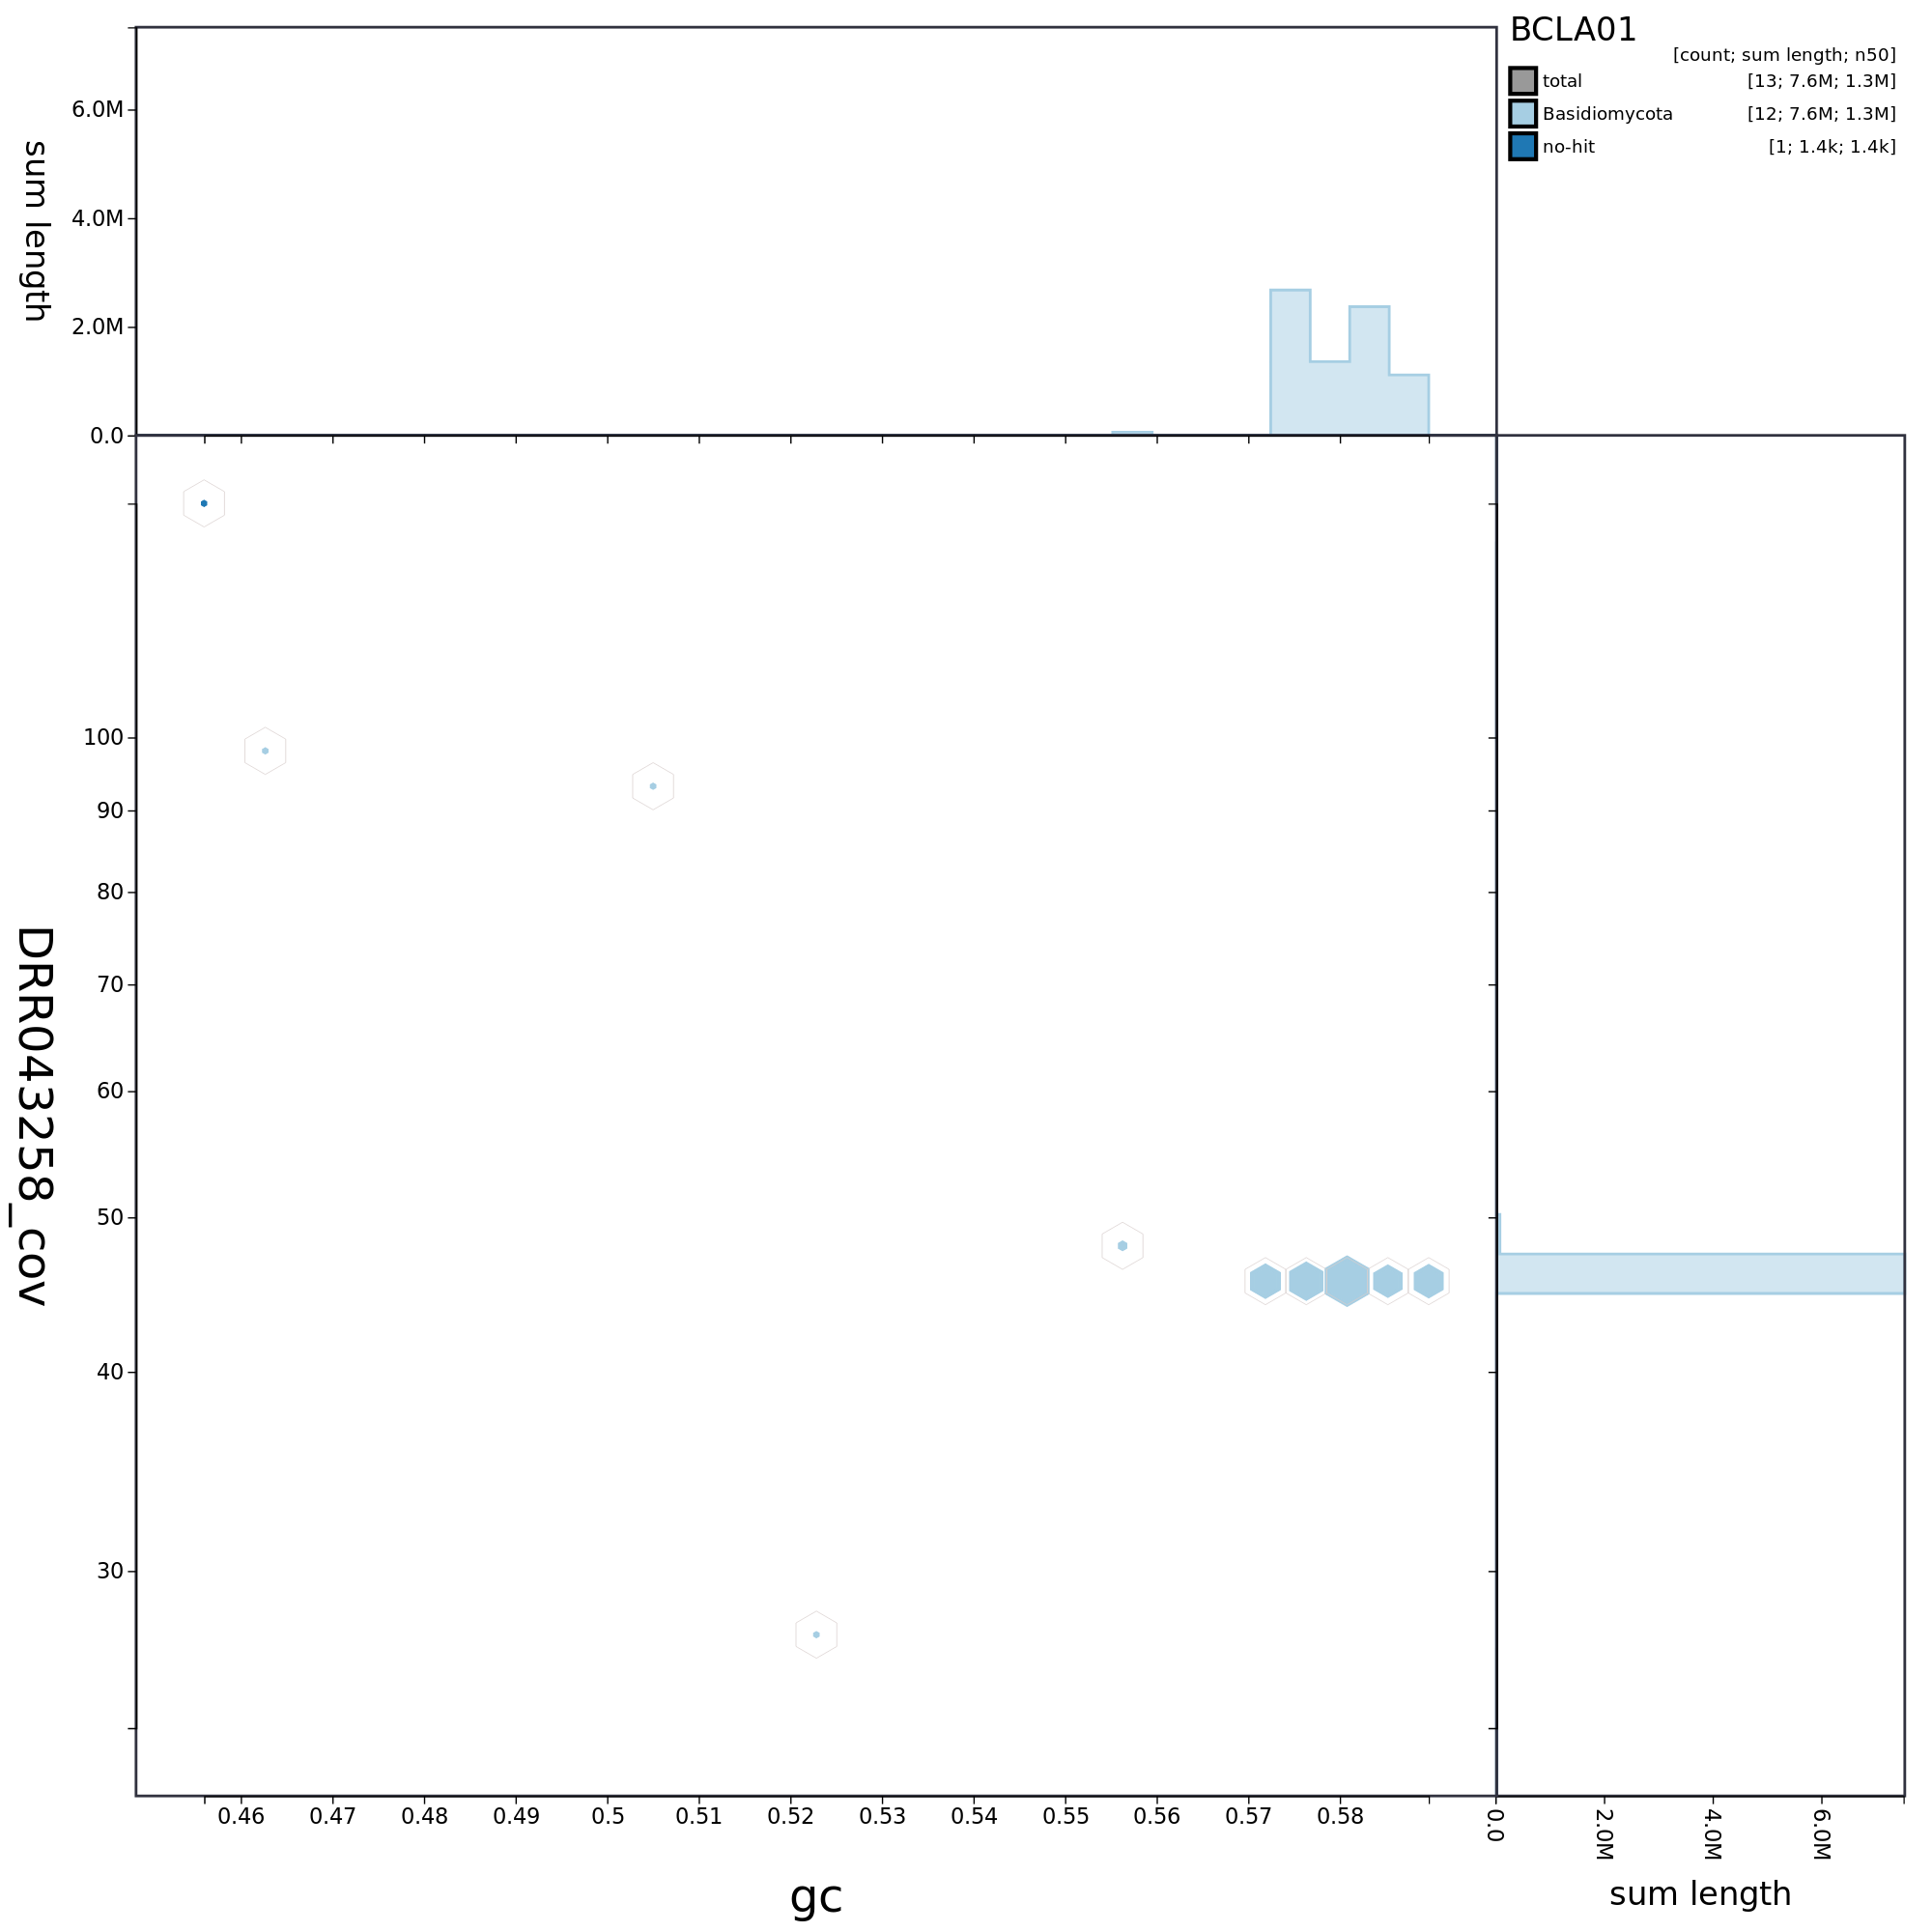 BCLA01
[count; sum length; n50]
total [13; 7.6M; 1.3M]
Basidiomycota [12; 7.6M; 1.3M]
no-hit [1; 1.4k; 1.4k]
sum length
6.0M
4.0M
2.0M
0.0
DRR043258_cov
100
90
80
70
60
50
40
30
0.46 0.47 0.48 0.49 0.5 0.51 0.52 0.53 0.54 0.55 0.56 0.57 0.58
gc
0.0 2.0M 4.0M 6.0M
sum length